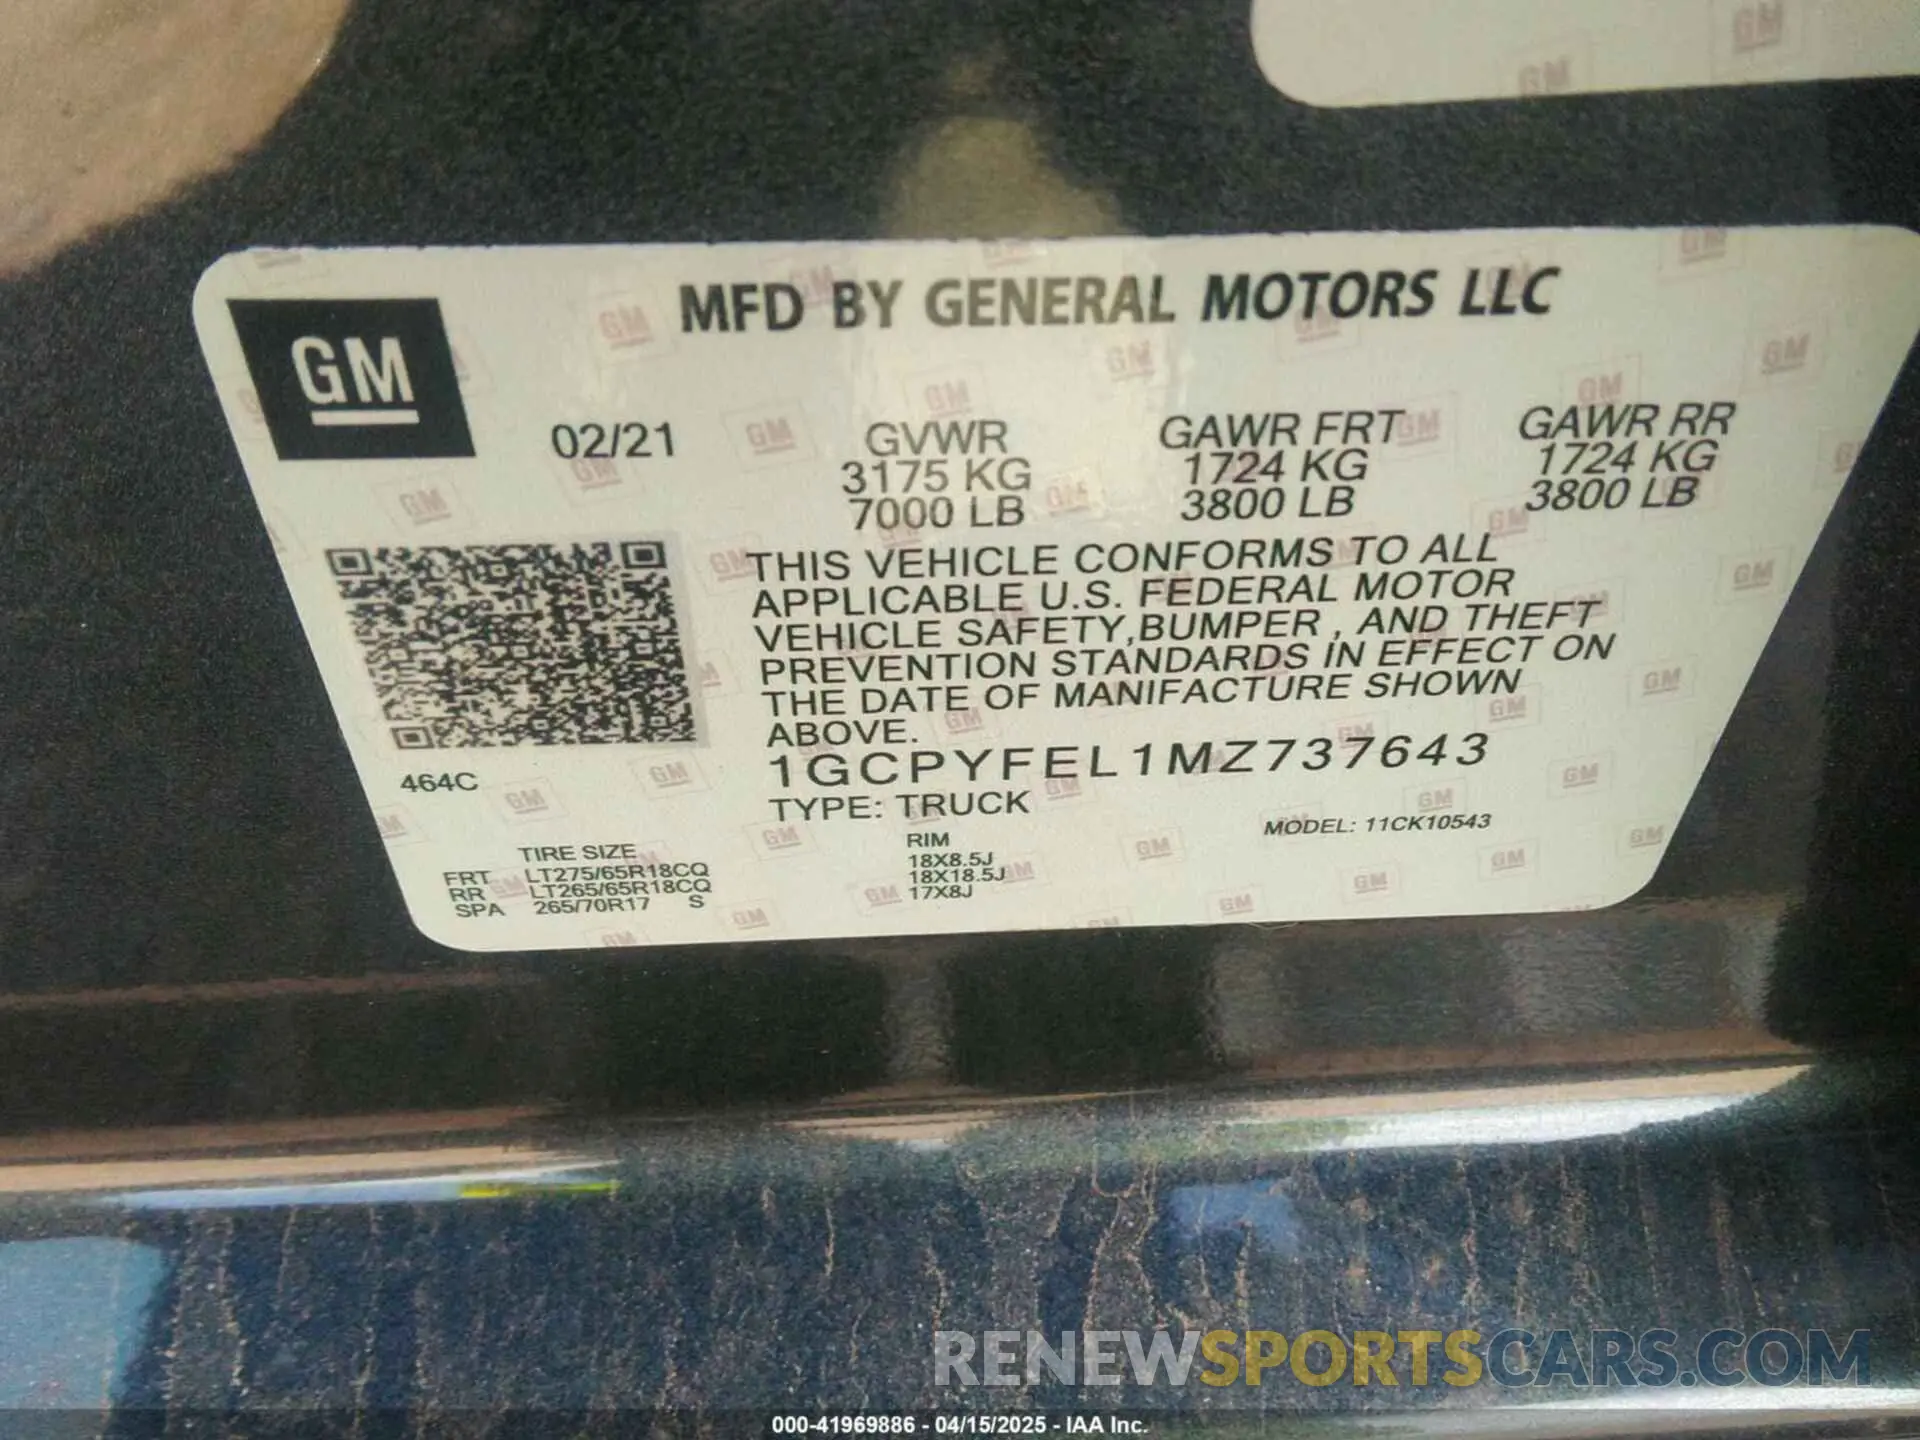 MFD BY GENERAL MOTORS LLC
GM
02/21
GVWR
3175 KG
7000 LB
GAWR FRT
1724 KG
3800 LB
GAWR RR
1724 KG
3800 LB
THIS VEHICLE CONFORMS TO ALL
APPLICABLE U.S. FEDERAL MOTOR
VEHICLE SAFETY,BUMPER , AND THEFT
PREVENTION STANDARDS IN EFFECT ON
THE DATE OF MANIFACTURE SHOWN
ABOVE.
1GCPYFEL1MZ737643
464C
TYPE: TRUCK
MODEL: 11CK10543
TIRE SIZE
RIM
FRT LT275/65R18CQ 18X8.5J
RR LT265/65R18CQ 18X18.5J
SPA 265/70R17 S 17X8J
RENEWSPORTSCARS.COM
000-41969886 - 04/15/2025 - IAA Inc.